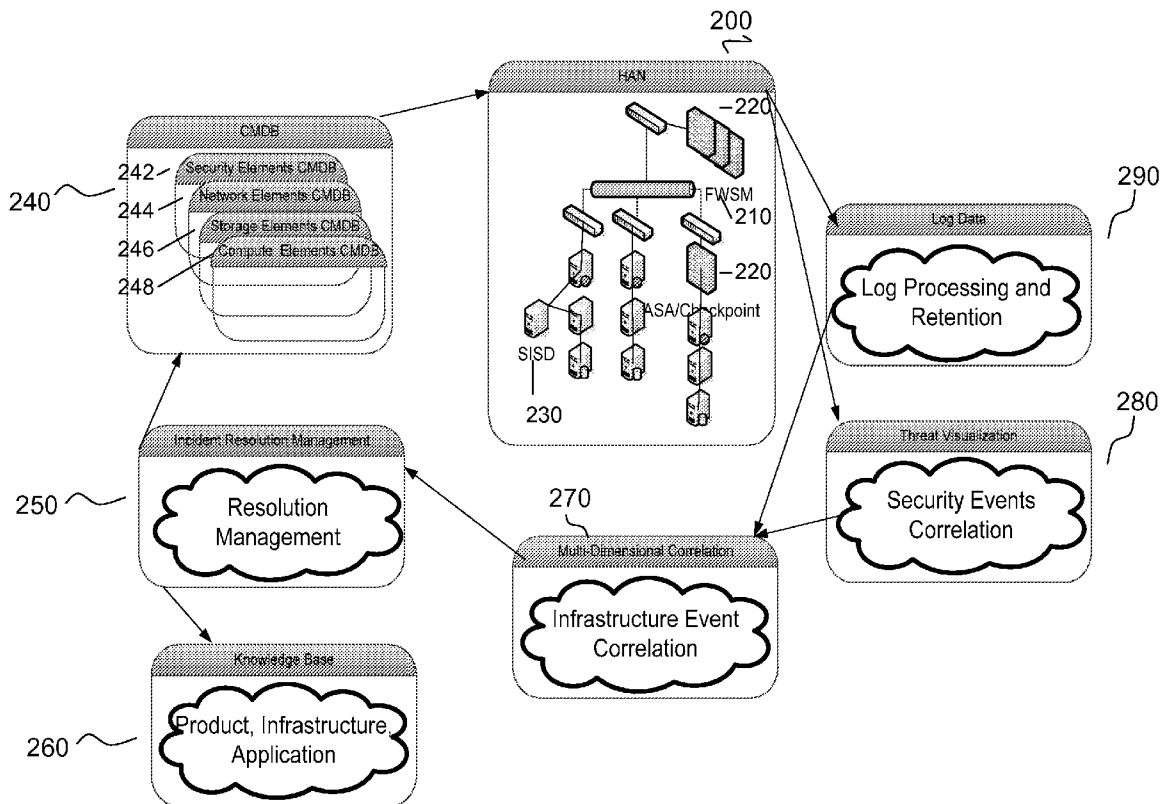 200
HAN
220
CMDB
242
Security Elements CMDB
240
244
Network Elements CMDB
246
Storage Elements CMDB
248
Compute Elements CMDB
FWSM
210
220
ASA/Checkpoint
SISD
230
290
Log Data
Log Processing and
Retention
280
Threat Visualization
Security Events
Correlation
Incident Resolution Management
250
Resolution
Management
270
Multi-Dimensional Correlation
Infrastructure Event
Correlation
Knowledge Base
260
Product, Infrastructure,
Application